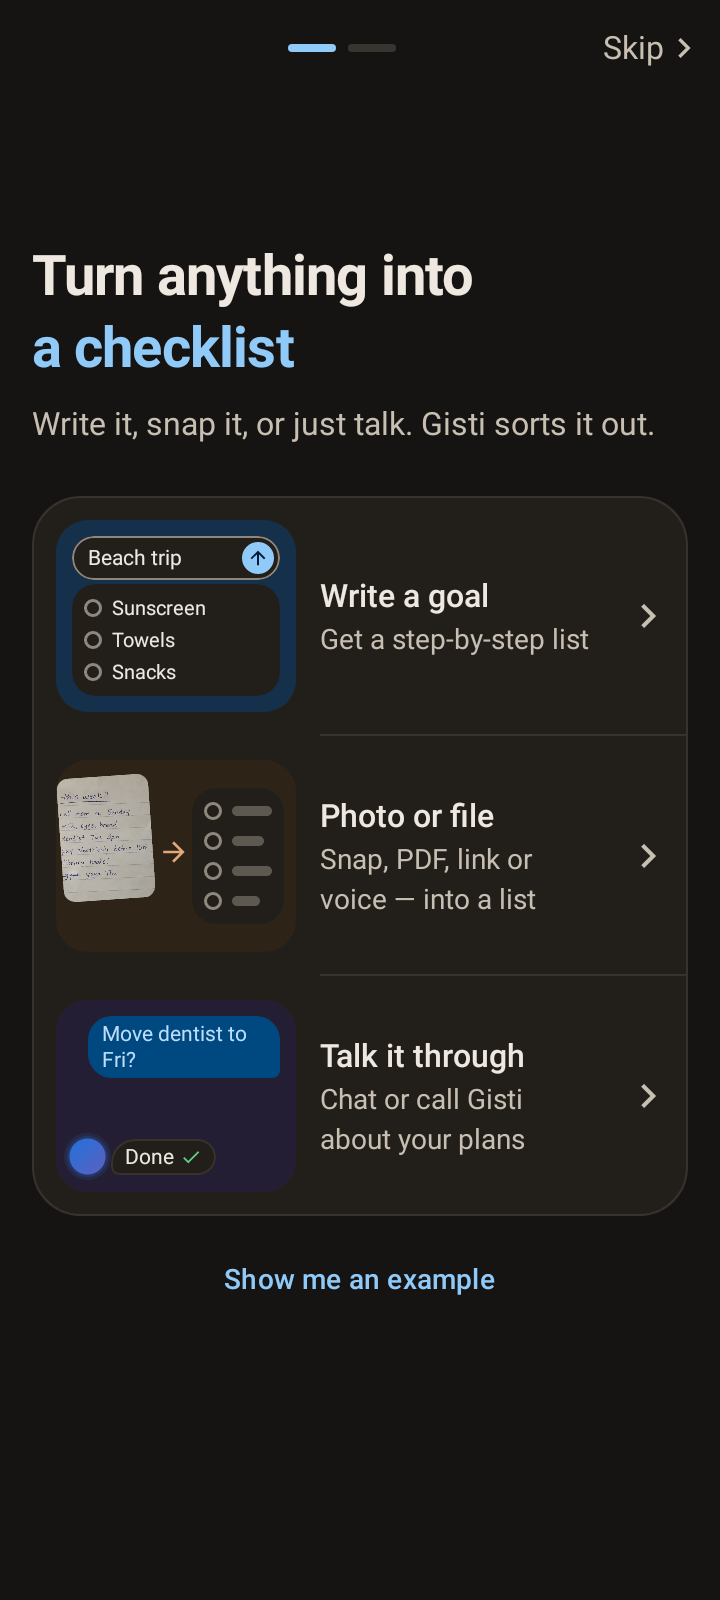 Skip
Turn anything into
a checklist
Write it, snap it, or just talk. Gisti sorts it out.
Beach trip
Sunscreen
Towels
Snacks
Write a goal
Get a step-by-step list
Photo or file
Snap, PDF, link or
voice — into a list
Move dentist to
Fri?
Done
Talk it through
Chat or call Gisti
about your plans
Show me an example